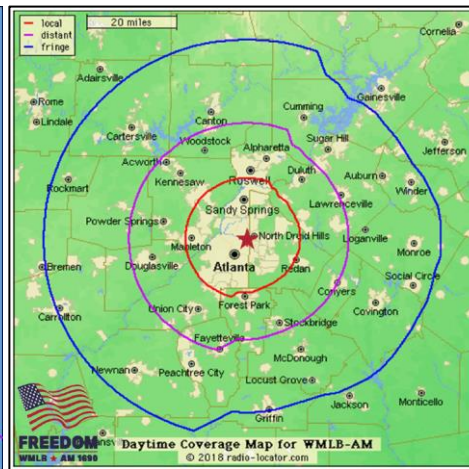 local
distant
fringe
20 miles
Cornelia
Adairsville
Gainesville
Rome
Lindale
Canton
Cumming
Cartersville
Woodstock
Sugar Hill
Jefferson
Alpharetta
Acworth
Roswell
Duluth
Auburn
Kennesaw
Winder
Rockmart
Lawrenceville
Sandy Springs
Powder Springs
North Druid Hills
Loganville
Mableton
Monroe
Douglasville
Atlanta
Redan
Bremen
Social Circle
Conyers
Forest Park
Carrollton
Union City
Covington
Stockbridge
Fayetteville
McDonough
Peachtree City
Newnan
Locust Grove
Jackson
Monticello
Griffin
FREEDOM
WMLB ★ AM 1690
Daytime Coverage Map for WMLB-AM
© 2018 radio-locator.com